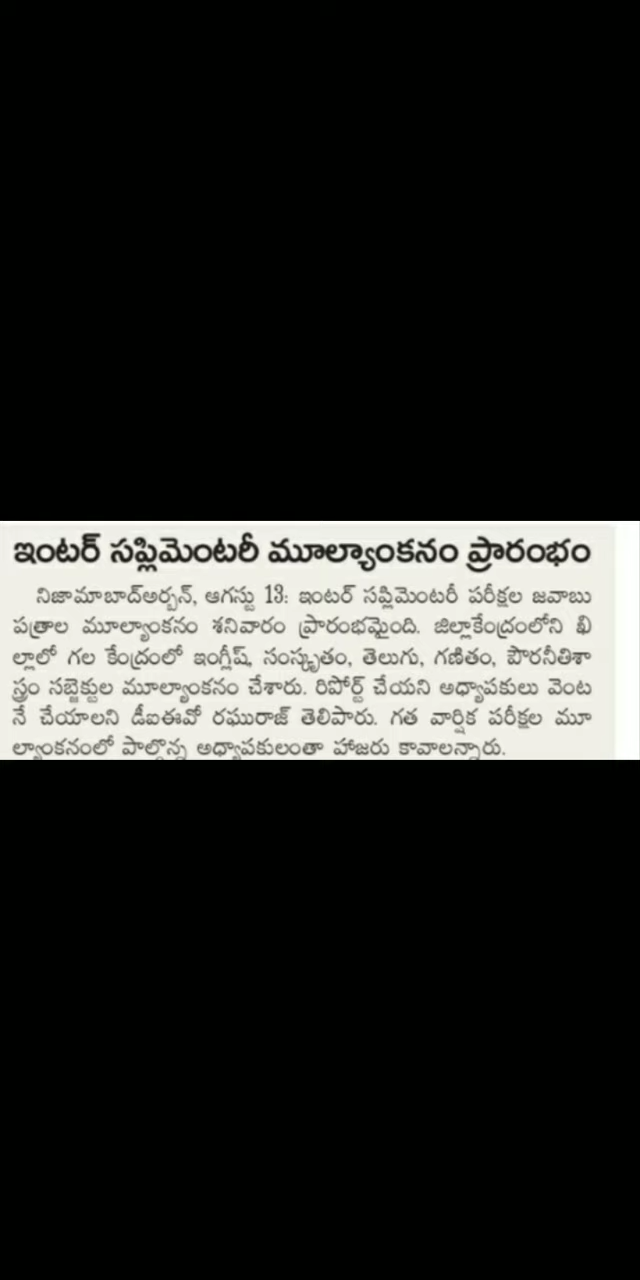 ఇంటర్ సప్లిమెంటరీ మూల్యాంకనం ప్రారంభం
నిజామాబాద్అర్బన్, ఆగస్టు 13: ఇంటర్ సప్లిమెంటరీ పరీక్షల జవాబు
పత్రాల మూల్యాంకనం శనివారం ప్రారంభమైంది. జిల్లాకేంద్రంలోని ఖి
ల్లాలో గల కేంద్రంలో ఇంగ్లీష్, సంస్కృతం, తెలుగు, గణితం, పౌరనీతిశా
స్త్రం సబ్జెక్టుల మూల్యాంకనం చేశారు. రిపోర్ట్ చేయని అధ్యాపకులు వెంట
నే చేయాలని డీఐఈవో రఘురాజ్ తెలిపారు. గత వార్షిక పరీక్షల మూ
ల్యాంకనంలో పాల్గొన్న అధ్యాపకులంతా హాజరు కావాలన్నారు.